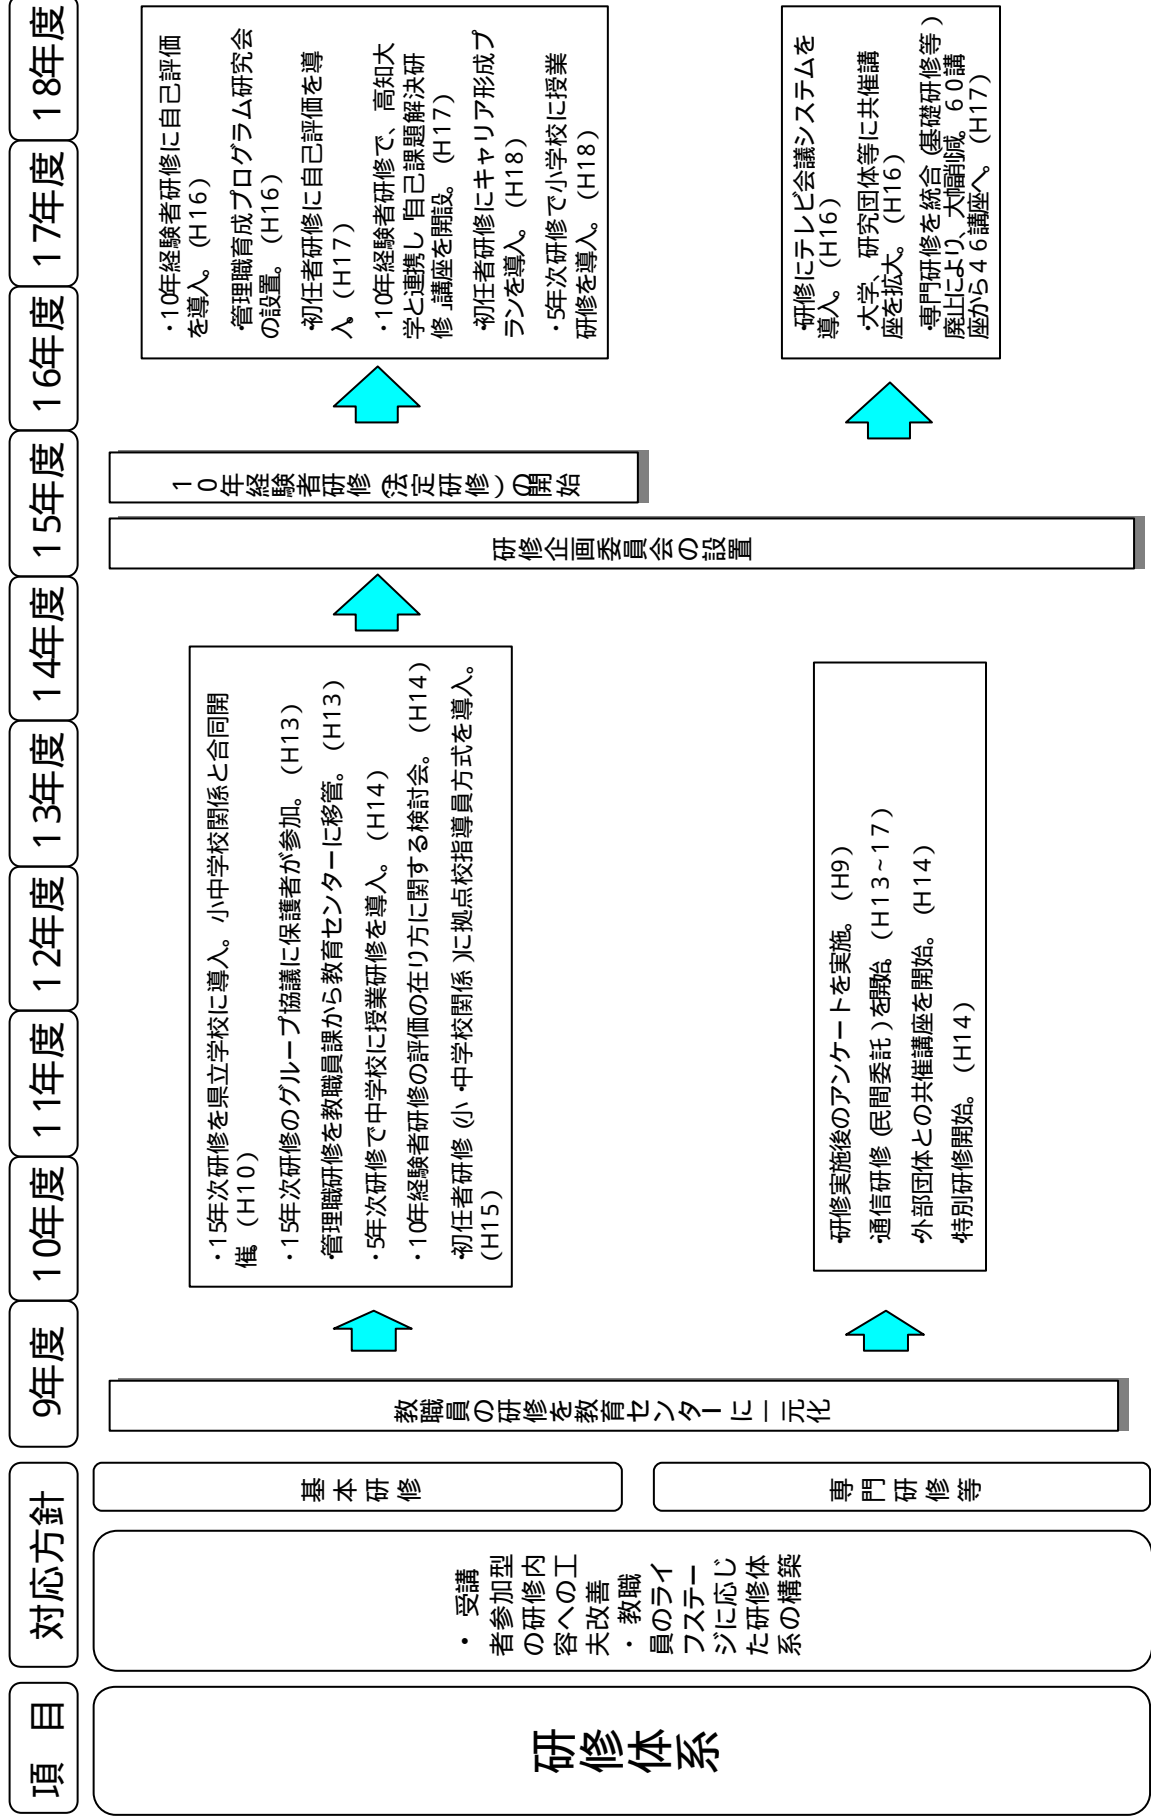 項　目
対応方針
9年度
10年度
11年度
12年度
13年度
14年度
15年度
16年度
17年度
18年度
研修体系
・ 受講
者参加型
の研修内
容への工
夫改善
・ 教職
員のライ
フステー
ジに応じ
た研修体
系の構築
基本研修
専門研修等
教職員の研修を教育センターに一元化
・15年次研修を県立学校に導入。小中学校関係と合同開
催。（H10）
・15年次研修のグループ協議に保護者が参加。（H13）
・管理職研修を教職員課から教育センターに移管。（H13）
・5年次研修で中学校に授業研修を導入。（H14）
・10年経験者研修の評価の在り方に関する検討会。（H14）
・初任者研修（小・中学校関係）に拠点校指導員方式を導入。
（H15）
・研修実施後のアンケートを実施。（H9）
・通信研修（民間委託）を開始。（H13~17）
・外部団体との共催講座を開始。（H14）
・特別研修開始。（H14）
研修企画委員会の設置
10年経験者研修（法定研修）の開始
・10年経験者研修に自己評価
を導入。（H16）
・管理職育成プログラム研究会
の設置。（H16）
・初任者研修に自己評価を導
入。（H17）
・10年経験者研修で、高知大
学と連携し「自己課題解決研
修」講座を開設。（H17）
・初任者研修にキャリア形成プ
ランを導入。（H18）
・5年次研修で小学校に授業
研修を導入。（H18）
・研修にテレビ会議システムを
導入。（H16）
・大学、研究団体等に共催講
座を拡大。（H16）
・専門研修を統合（基礎研修等）
廃止により、大幅削減。60講
座から46講座へ。（H17）